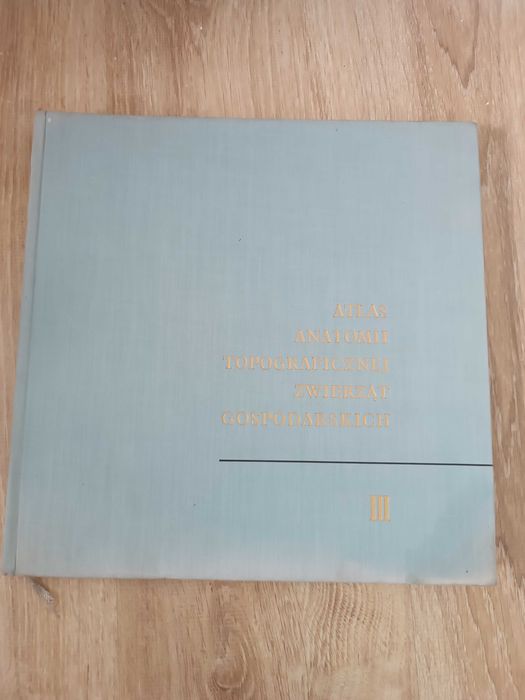 ATLAS
ANATOMII
TOPOGRAFICZNEJ
ZWIERZĄT
GOSPODARSKICH
III